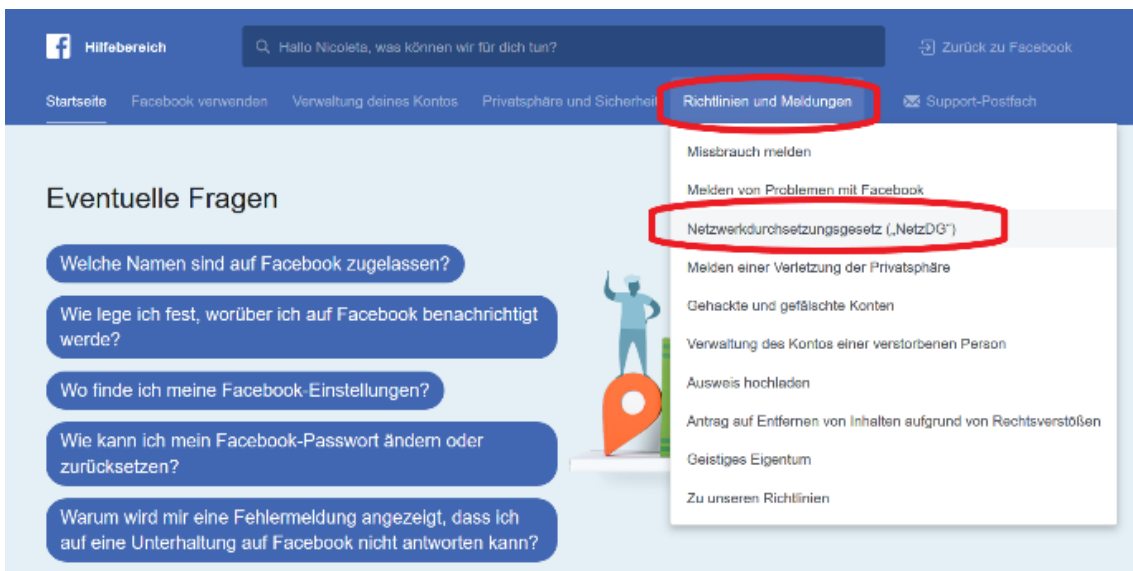 f Hilfebereich
Hallo Nicoleta, was können wir für dich tun?
Zurück zu Facebook
Startseite Facebook verwenden Verwaltung deines Kontos Privatsphäre und Sicherheit Richtlinien und Meldungen Support-Postfach
Missbrauch melden
Melden von Problemen mit Facebook
Netzwerkdurchsetzungsgesetz („NetzDG“)
Melden einer Verletzung der Privatsphäre
Gehackte und gefälschte Konten
Verwaltung des Kontos einer verstorbenen Person
Ausweis hochladen
Antrag auf Entfernen von Inhalten aufgrund von Rechtsverstößen
Geistiges Eigentum
Zu unseren Richtlinien
Eventuelle Fragen
Welche Namen sind auf Facebook zugelassen?
Wie lege ich fest, worüber ich auf Facebook benachrichtigt
werde?
Wo finde ich meine Facebook-Einstellungen?
Wie kann ich mein Facebook-Passwort ändern oder
zurücksetzen?
Warum wird mir eine Fehlermeldung angezeigt, dass ich
auf eine Unterhaltung auf Facebook nicht antworten kann?